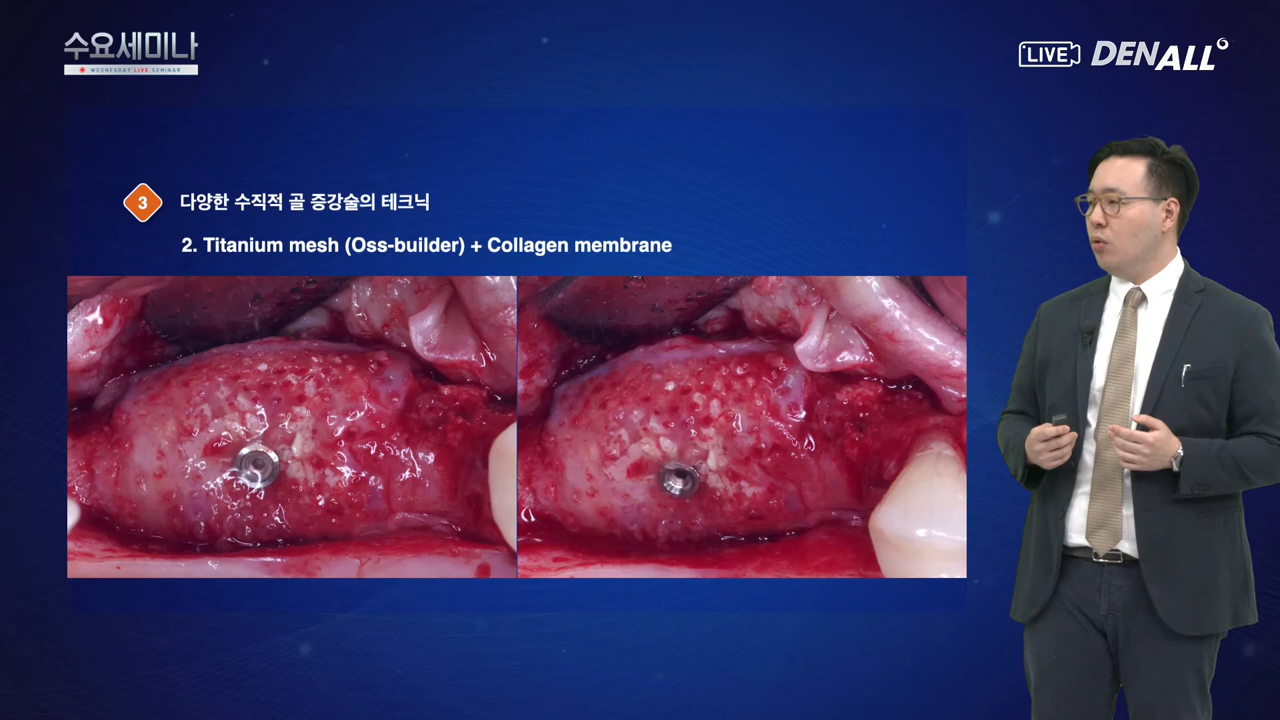 수요세미나
WEDNESDAY LIVE SEMINAR
LIVE
DENALL
3
다양한 수직적 골 증강술의 테크닉
2. Titanium mesh (Oss-builder) + Collagen membrane